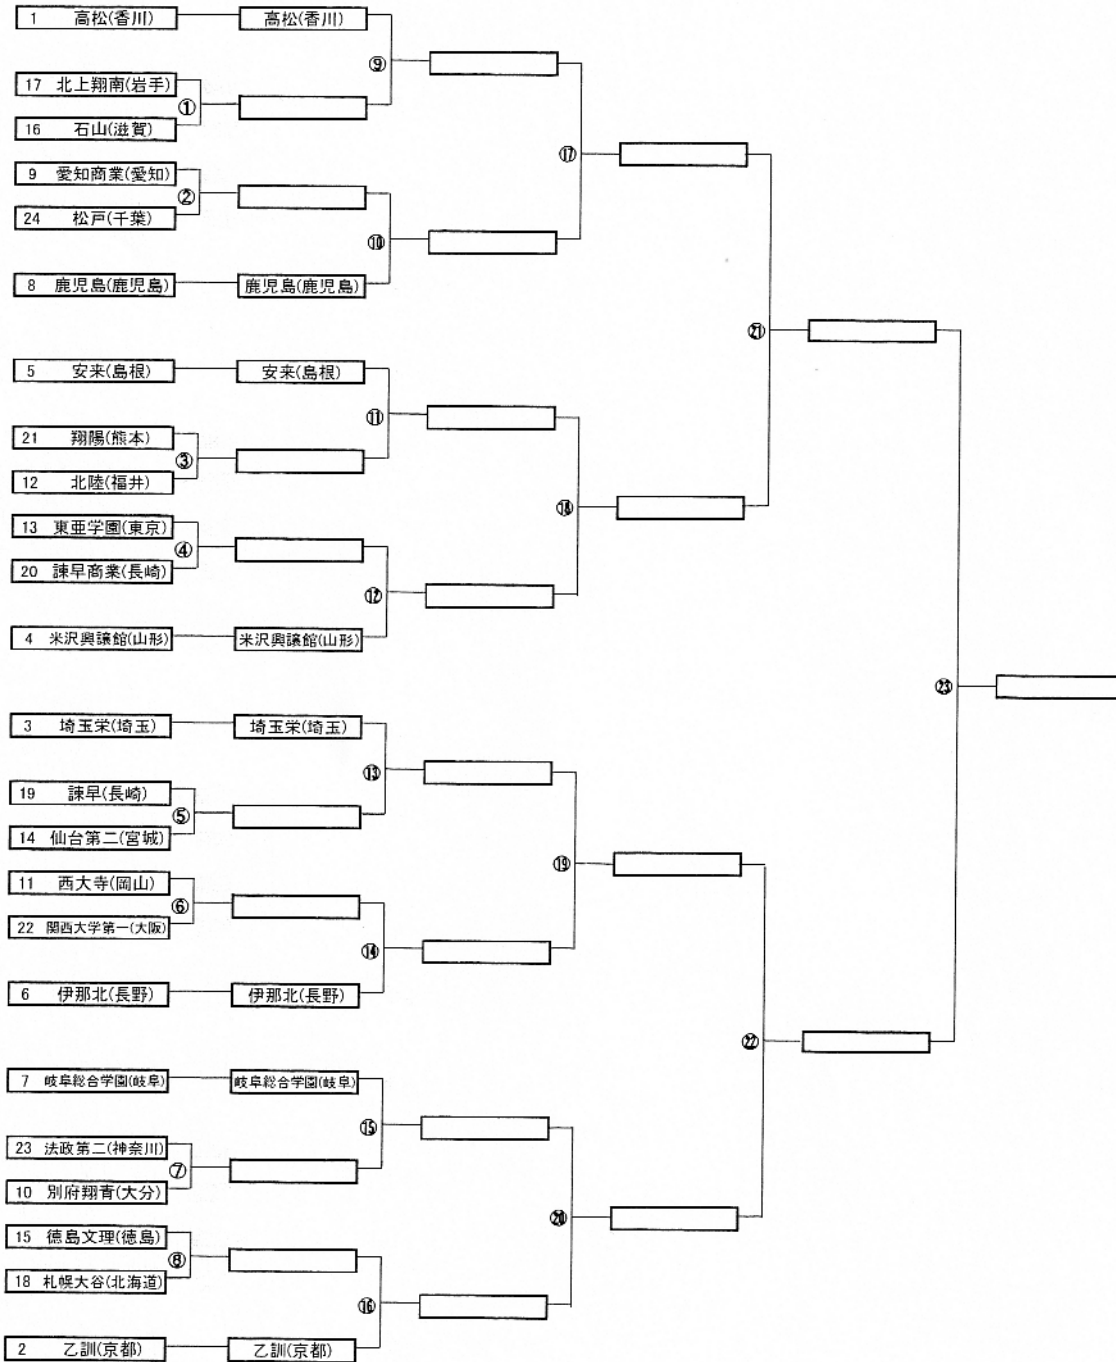 1 高松(香川) 高松(香川)
⑨
17 北上翔南(岩手)
①
16 石山(滋賀)
⑰
9 愛知商業(愛知)
②
24 松戸(千葉)
⑩
8 鹿児島(鹿児島) 鹿児島(鹿児島)
㉑
5 安来(島根) 安来(島根)
⑪
21 翔陽(熊本)
③
12 北陸(福井)
⑱
13 東亜学園(東京)
④
20 諫早商業(長崎)
⑫
4 米沢興譲館(山形) 米沢興譲館(山形)
㉓
3 埼玉栄(埼玉) 埼玉栄(埼玉)
⑬
19 諫早(長崎)
⑤
14 仙台第二(宮城)
⑲
11 西大寺(岡山)
⑥
22 関西大学第一(大阪)
⑭
6 伊那北(長野) 伊那北(長野)
㉒
7 岐阜総合学園(岐阜) 岐阜総合学園(岐阜)
⑮
23 法政第二(神奈川)
⑦
10 別府翔青(大分)
⑳
15 徳島文理(徳島)
⑧
18 札幌大谷(北海道)
⑯
2 乙訓(京都) 乙訓(京都)